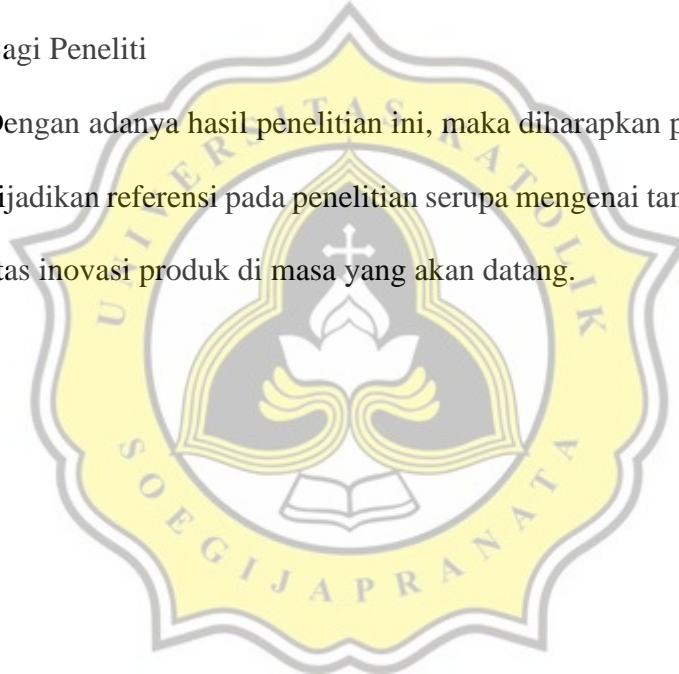 agi Peneliti
Dengan adanya hasil penelitian ini, maka diharapkan p
ijadikan referensi pada penelitian serupa mengenai tan
tas inovasi produk di masa yang akan datang.
UNIVERSITAS KATOLIK
SOEGIJAPRANATA